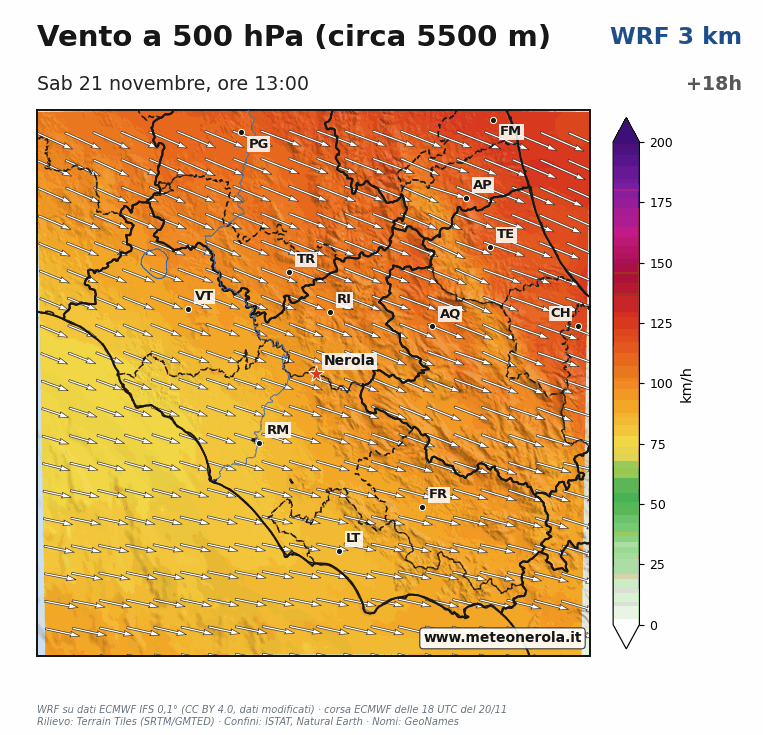 Vento a 500 hPa (circa 5500 m)
WRF 3 km
Sab 21 novembre, ore 13:00
+18h
FM
PG
AP
TE
TR
VT
RI
AQ
CH
Nerola
RM
FR
LT
www.meteonerola.it
200
175
150
125
100
75
50
25
0
km/h
WRF su dati ECMWF IFS 0,1° (CC BY 4.0, dati modificati) · corsa ECMWF delle 18 UTC del 20/11
Rilievo: Terrain Tiles (SRTM/GMTED) · Confini: ISTAT, Natural Earth · Nomi: GeoNames